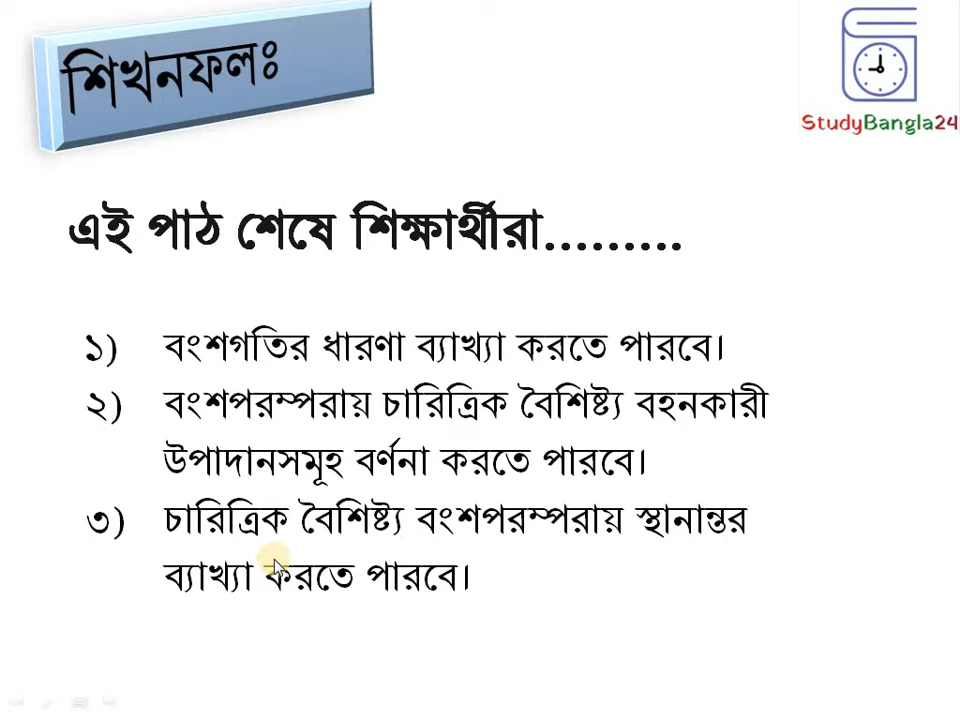 শিখনফলঃ
StudyBangla24
এই পাঠ শেষে শিক্ষার্থীরা.........
১) বংশগতির ধারণা ব্যাখ্যা করতে পারবে।
২) বংশপরম্পরায় চারিত্রিক বৈশিষ্ট্য বহনকারী
উপাদানসমূহ বর্ণনা করতে পারবে।
৩) চারিত্রিক বৈশিষ্ট্য বংশপরম্পরায় স্থানান্তর
ব্যাখ্যা করতে পারবে।